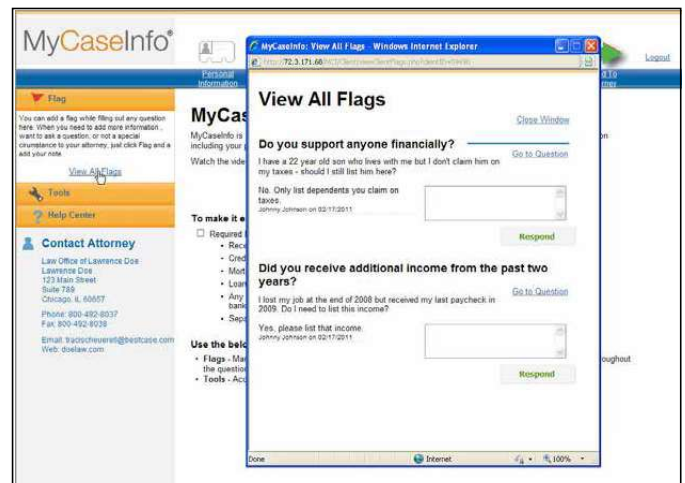 MyCaseInfo®
Personal
Information
Logout
Flag
You can add a flag while filling out any question
here. When you need to add more information ,
want to ask a question, or not a special
circumstance to your attorney, just click Flag and a
add your note.
View All Flags
Tools
Help Center
Contact Attorney
Law Office of Lawrence Doe
Lawrence Doe
123 Main Street
Suite 789
Chicago, IL 60657
Phone: 800-492-8037
Fax: 800-492-8038
Email: tracischeuerell@bestcase.com
Web: doelaw.com
MyCas
MyCaseInfo is
including your
Watch the vide
To make it e
Required
Rece
Cred
Mort
Loan
Any
bank
Sepa
Use the belo
Flags - Ma
the question
Tools - Acc
oughout
MyCaseInfo: View All Flags - Windows Internet Explorer
View All Flags
Close Window
Do you support anyone financially?
Go to Question
I have a 22 year old son who lives with me but I don't claim him on
my taxes - should I still list him here?
No. Only list dependents you claim on
taxes.
Johnny Johnson on 02/17/2011
Respond
Did you receive additional income from the past two
years?
Go to Question
I lost my job at the end of 2008 but received my last paycheck in
2009. Do I need to list this income?
Yes, please list that income.
Johnny Johnson on 02/17/2011
Respond
Done
Internet
100%